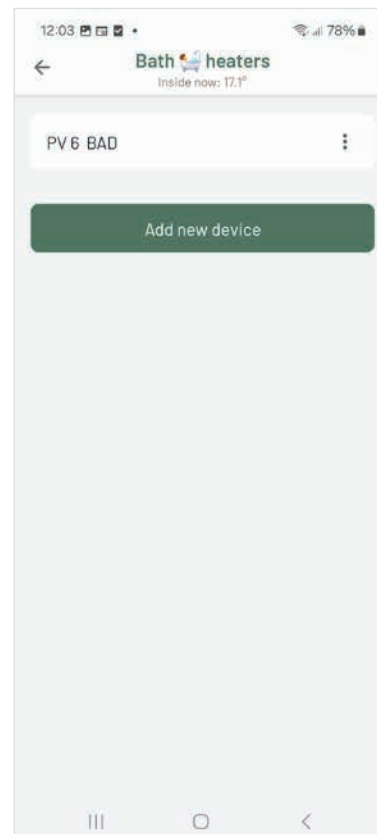 12:03 78%
Bath 🛀 heaters
Inside now: 17.1°
PV 6 BAD
Add new device